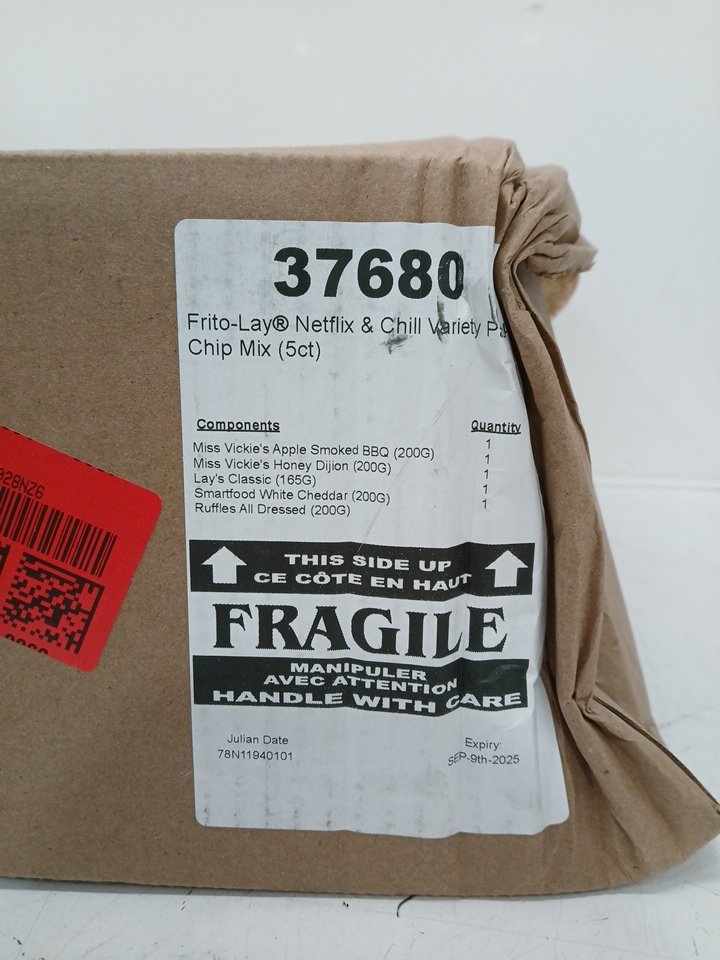 37680
Frito-Lay® Netflix & Chill Variety Pa
Chip Mix (5ct)
Components Quantity
Miss Vickie's Apple Smoked BBQ (200G) 1
Miss Vickie's Honey Dijion (200G) 1
Lay's Classic (165G) 1
Smartfood White Cheddar (200G) 1
Ruffles All Dressed (200G) 1
THIS SIDE UP
CE CÔTE EN HAUT
FRAGILE
MANIPULER
AVEC ATTENTION
HANDLE WITH CARE
Julian Date Expiry:
78N11940101 SEP-9th-2025